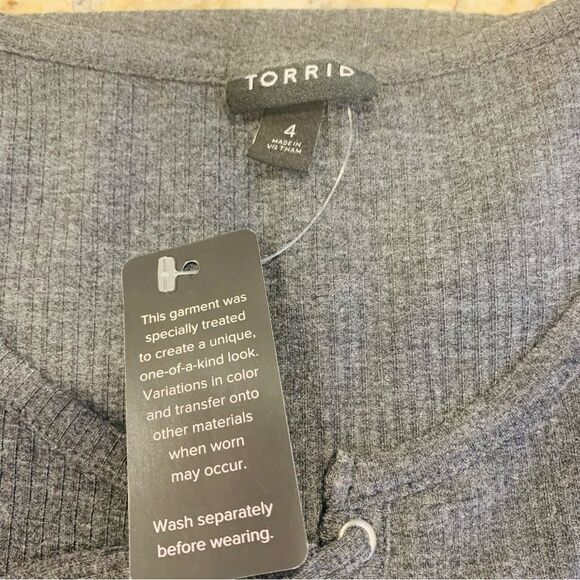 TORRID
4
MADE IN
VIETNAM
This garment was
specially treated
to create a unique,
one-of-a-kind look.
Variations in color
and transfer onto
other materials
when worn
may occur.
Wash separately
before wearing.